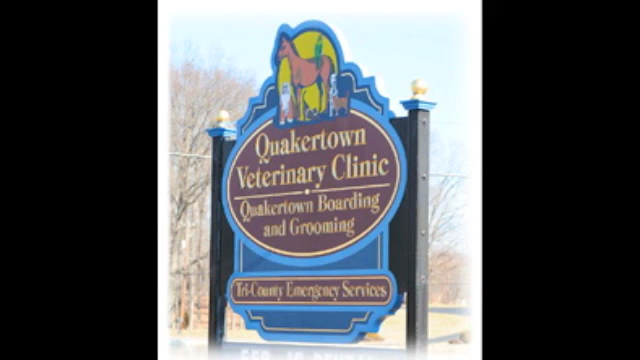 Quakertown
Veterinary Clinic
Quakertown Boarding
and Grooming
Tri-County Emergency Services